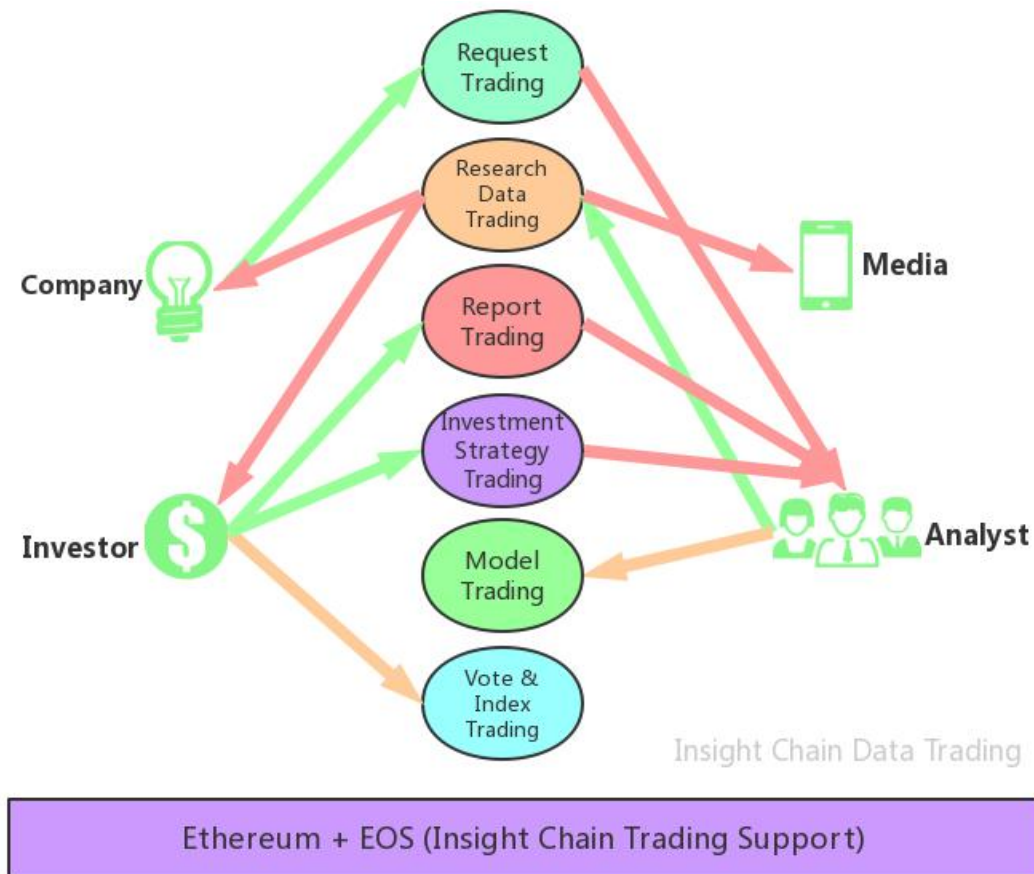 Request
Trading
Research
Data
Trading
Company
Media
Report
Trading
Investment
Strategy
Trading
Investor
$
Analyst
Model
Trading
Vote &
Index
Trading
Insight Chain Data Trading
Ethereum + EOS (Insight Chain Trading Support)